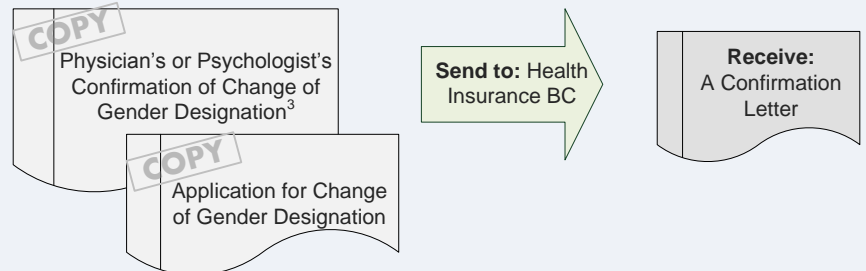 COPY
Physician's or Psychologist's
Confirmation of Change of
Gender Designation³
COPY
Application for Change
of Gender Designation
Send to: Health
Insurance BC
Receive:
A Confirmation
Letter